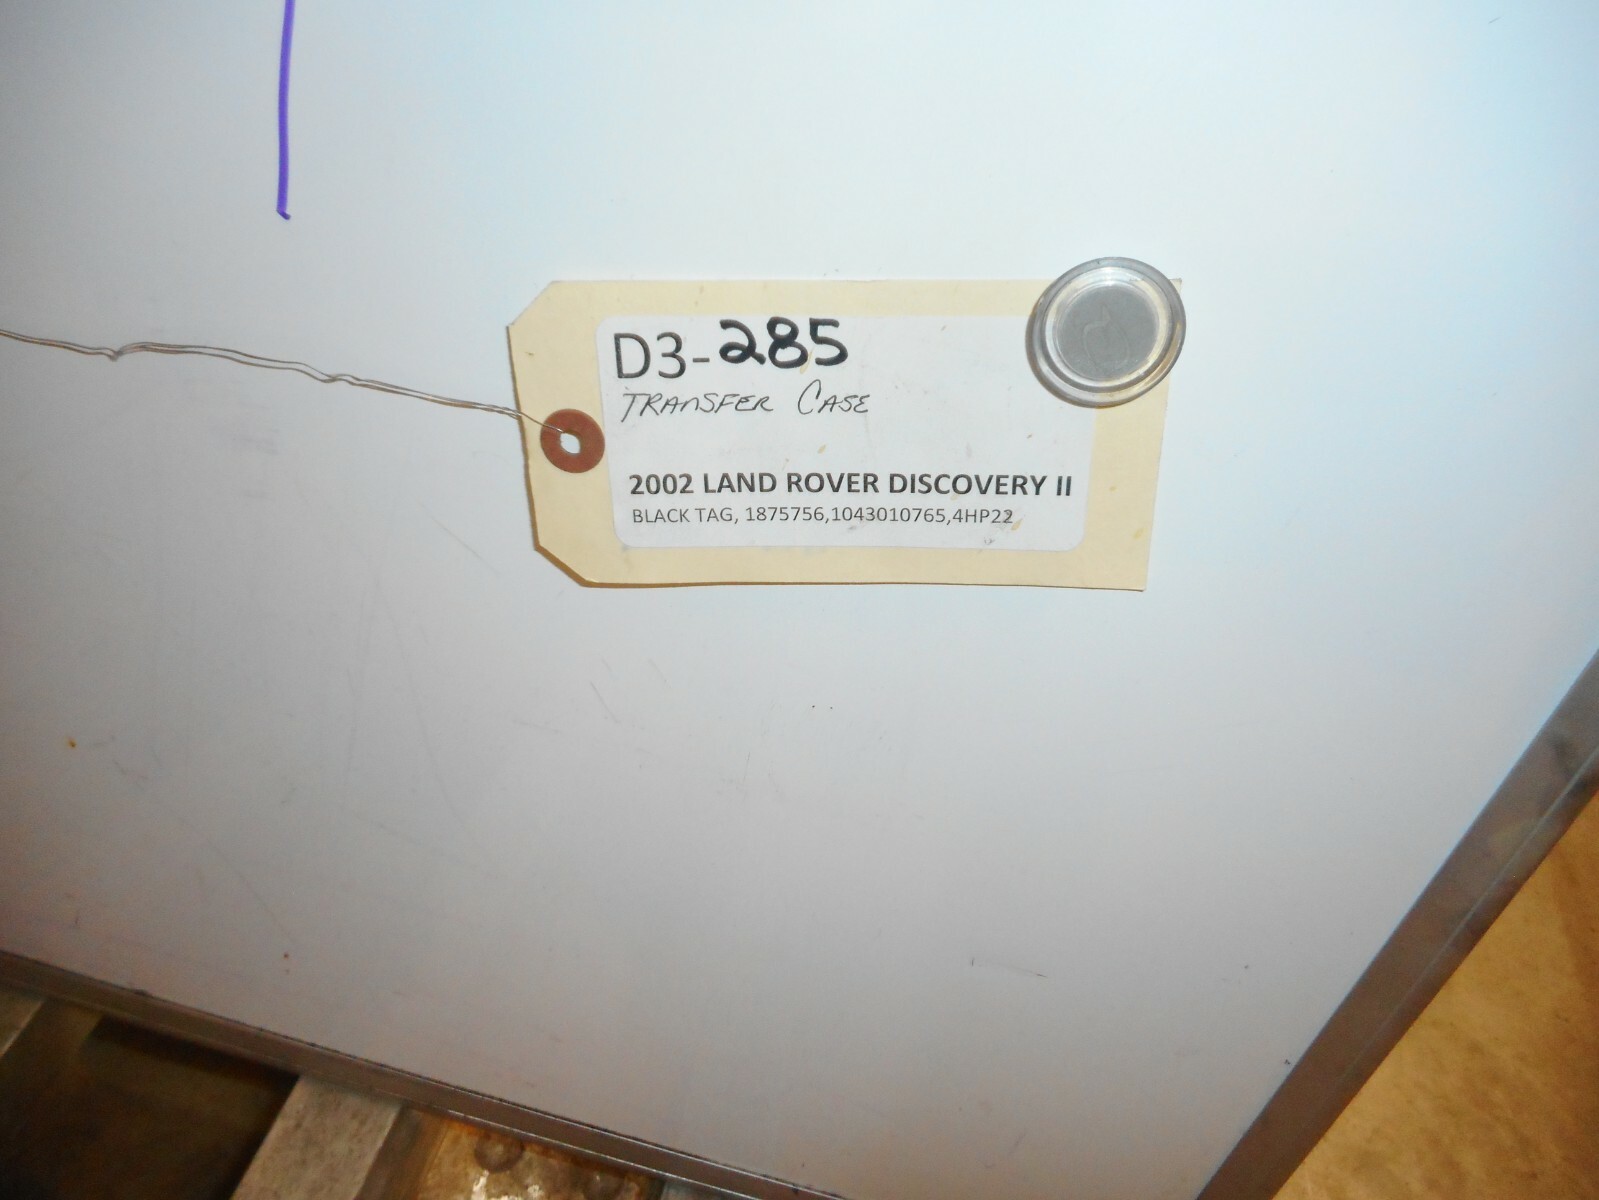 D3-285
TRANSFER CASE
2002 LAND ROVER DISCOVERY II
BLACK TAG, 1875756,1043010765,4HP22